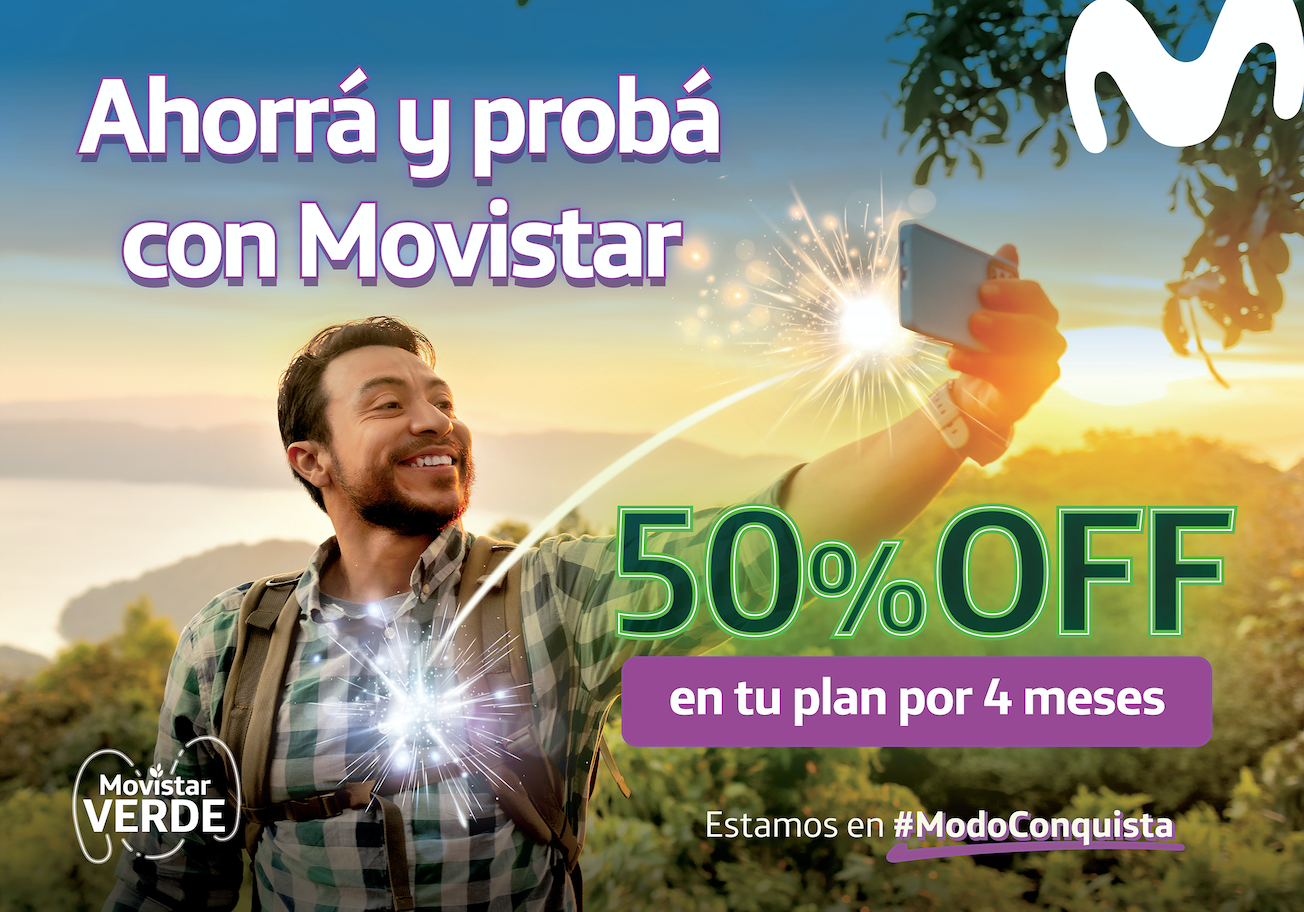 Ahorrá y probá
con Movistar
50%OFF
en tu plan por 4 meses
Movistar
VERDE
Estamos en #ModoConquista